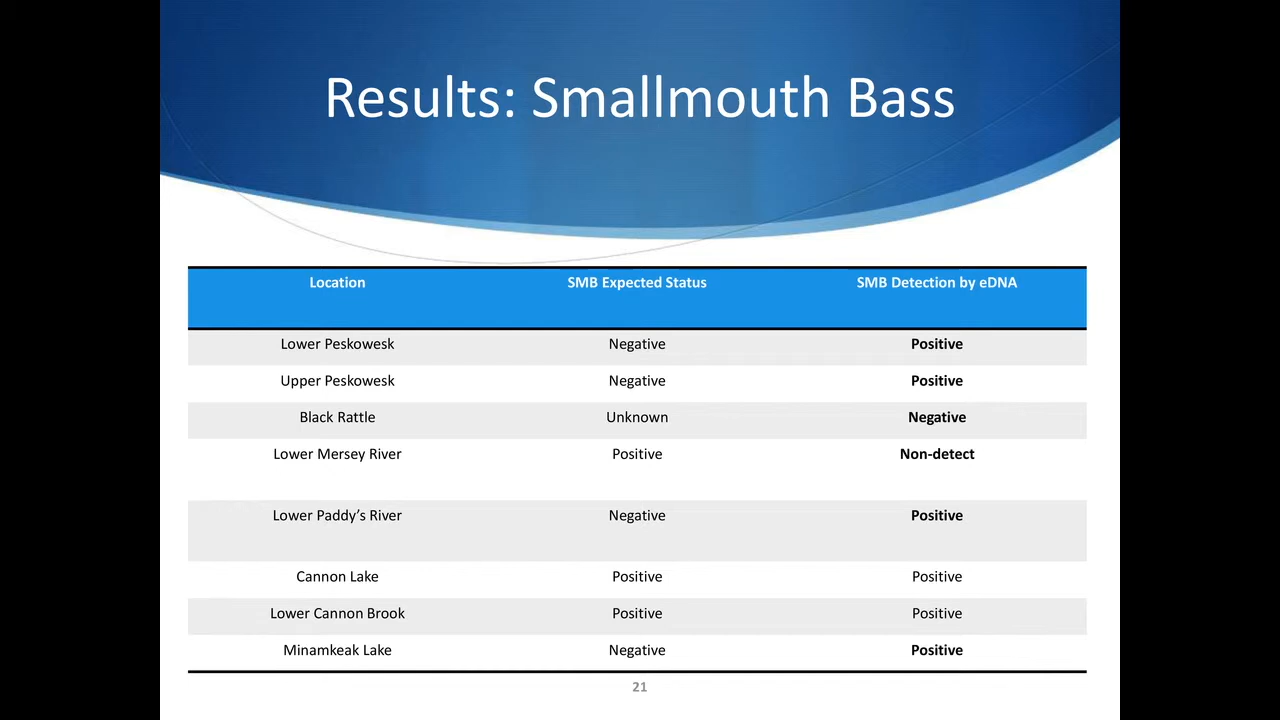 Results: Smallmouth Bass
Location SMB Expected Status SMB Detection by eDNA
Lower Peskowesk Negative Positive
Upper Peskowesk Negative Positive
Black Rattle Unknown Negative
Lower Mersey River Positive Non-detect
Lower Paddy’s River Negative Positive
Cannon Lake Positive Positive
Lower Cannon Brook Positive Positive
Minamkeak Lake Negative Positive
21